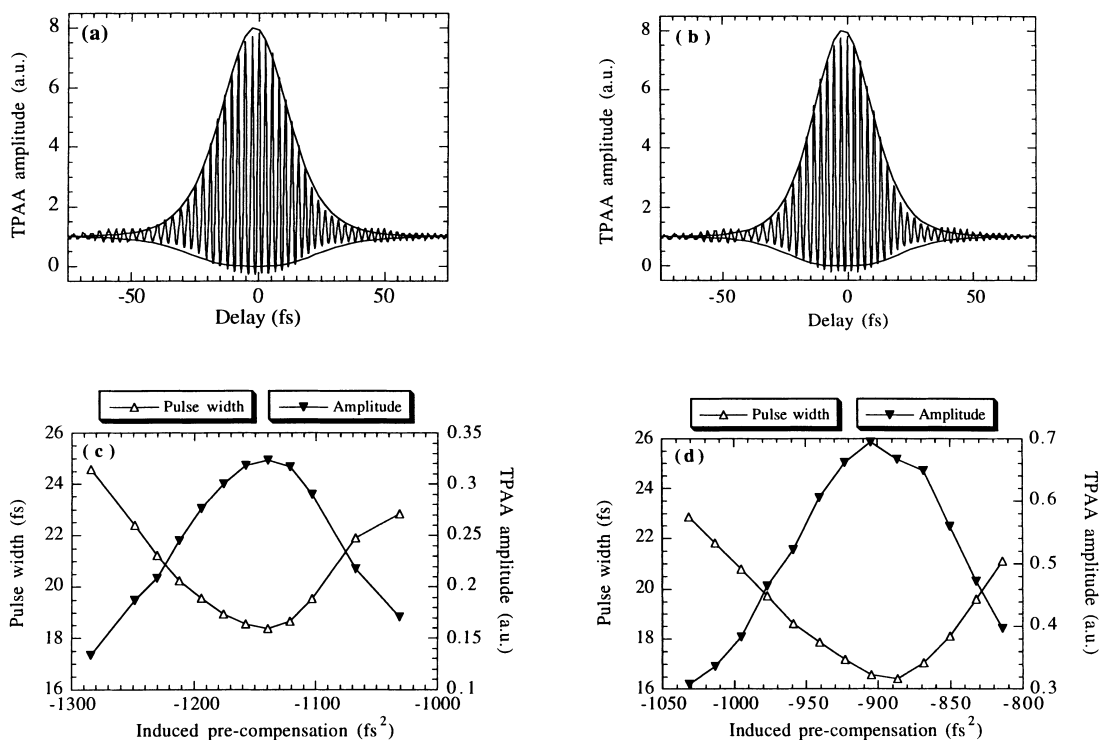 (a)
8
6
4
2
0
TPAA amplitude (a.u.)
-50
0
50
Delay (fs)
(b)
8
6
4
2
0
TPAA amplitude (a.u.)
-50
0
50
Delay (fs)
Pulse width
Amplitude
(c)
26
24
22
20
18
16
Pulse width (fs)
0.35
0.3
0.25
0.2
0.15
0.1
TPAA amplitude (a.u.)
-1300
-1200
-1100
-1000
Induced pre-compensation (fs²)
Pulse width
Amplitude
(d)
26
24
22
20
18
16
Pulse width (fs)
0.7
0.6
0.5
0.4
0.3
TPAA amplitude (a.u.)
-1050
-1000
-950
-900
-850
-800
Induced pre-compensation (fs²)